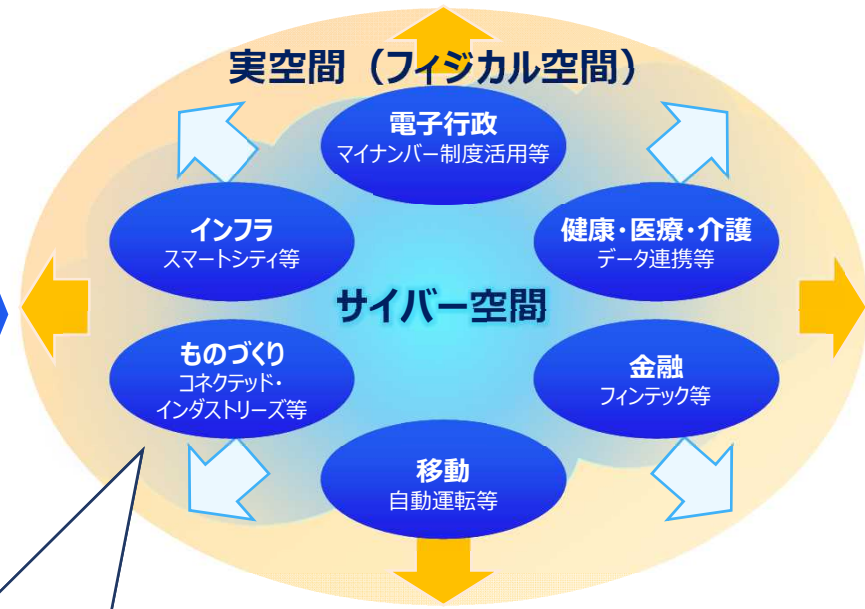 実空間（フィジカル空間）
電子行政
マイナンバー制度活用等
インフラ
スマートシティ等
健康・医療・介護
データ連携等
サイバー空間
ものづくり
コネクテッド・
インダストリーズ等
金融
フィンテック等
移動
自動運転等